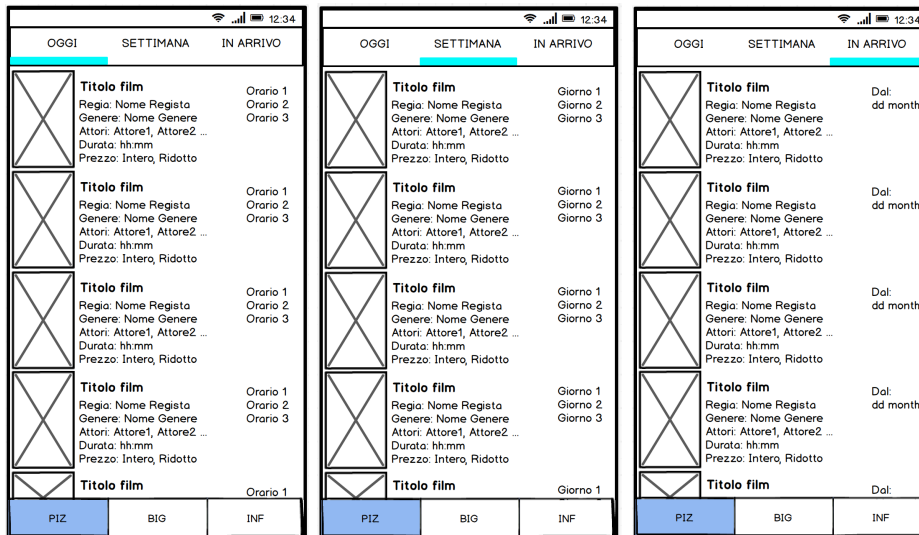 12:34
OGGI SETTIMANA IN ARRIVO
Titolo film
Regia: Nome Regista
Genere: Nome Genere
Attori: Attore1, Attore2 ...
Durata: hh:mm
Prezzo: Intero, Ridotto
Orario 1
Orario 2
Orario 3
Titolo film
Regia: Nome Regista
Genere: Nome Genere
Attori: Attore1, Attore2 ...
Durata: hh:mm
Prezzo: Intero, Ridotto
Orario 1
Orario 2
Orario 3
Titolo film
Regia: Nome Regista
Genere: Nome Genere
Attori: Attore1, Attore2 ...
Durata: hh:mm
Prezzo: Intero, Ridotto
Orario 1
Orario 2
Orario 3
Titolo film
Regia: Nome Regista
Genere: Nome Genere
Attori: Attore1, Attore2 ...
Durata: hh:mm
Prezzo: Intero, Ridotto
Orario 1
Orario 2
Orario 3
Titolo film
Orario 1
PIZ BIG INF
12:34
OGGI SETTIMANA IN ARRIVO
Titolo film
Regia: Nome Regista
Genere: Nome Genere
Attori: Attore1, Attore2 ...
Durata: hh:mm
Prezzo: Intero, Ridotto
Giorno 1
Giorno 2
Giorno 3
Titolo film
Regia: Nome Regista
Genere: Nome Genere
Attori: Attore1, Attore2 ...
Durata: hh:mm
Prezzo: Intero, Ridotto
Giorno 1
Giorno 2
Giorno 3
Titolo film
Regia: Nome Regista
Genere: Nome Genere
Attori: Attore1, Attore2 ...
Durata: hh:mm
Prezzo: Intero, Ridotto
Giorno 1
Giorno 2
Giorno 3
Titolo film
Regia: Nome Regista
Genere: Nome Genere
Attori: Attore1, Attore2 ...
Durata: hh:mm
Prezzo: Intero, Ridotto
Giorno 1
Giorno 2
Giorno 3
Titolo film
Giorno 1
PIZ BIG INF
12:34
OGGI SETTIMANA IN ARRIVO
Titolo film
Regia: Nome Regista
Genere: Nome Genere
Attori: Attore1, Attore2 ...
Durata: hh:mm
Prezzo: Intero, Ridotto
Dal:
dd month
Titolo film
Regia: Nome Regista
Genere: Nome Genere
Attori: Attore1, Attore2 ...
Durata: hh:mm
Prezzo: Intero, Ridotto
Dal:
dd month
Titolo film
Regia: Nome Regista
Genere: Nome Genere
Attori: Attore1, Attore2 ...
Durata: hh:mm
Prezzo: Intero, Ridotto
Dal:
dd month
Titolo film
Regia: Nome Regista
Genere: Nome Genere
Attori: Attore1, Attore2 ...
Durata: hh:mm
Prezzo: Intero, Ridotto
Dal:
dd month
Titolo film
Dal:
PIZ BIG INF